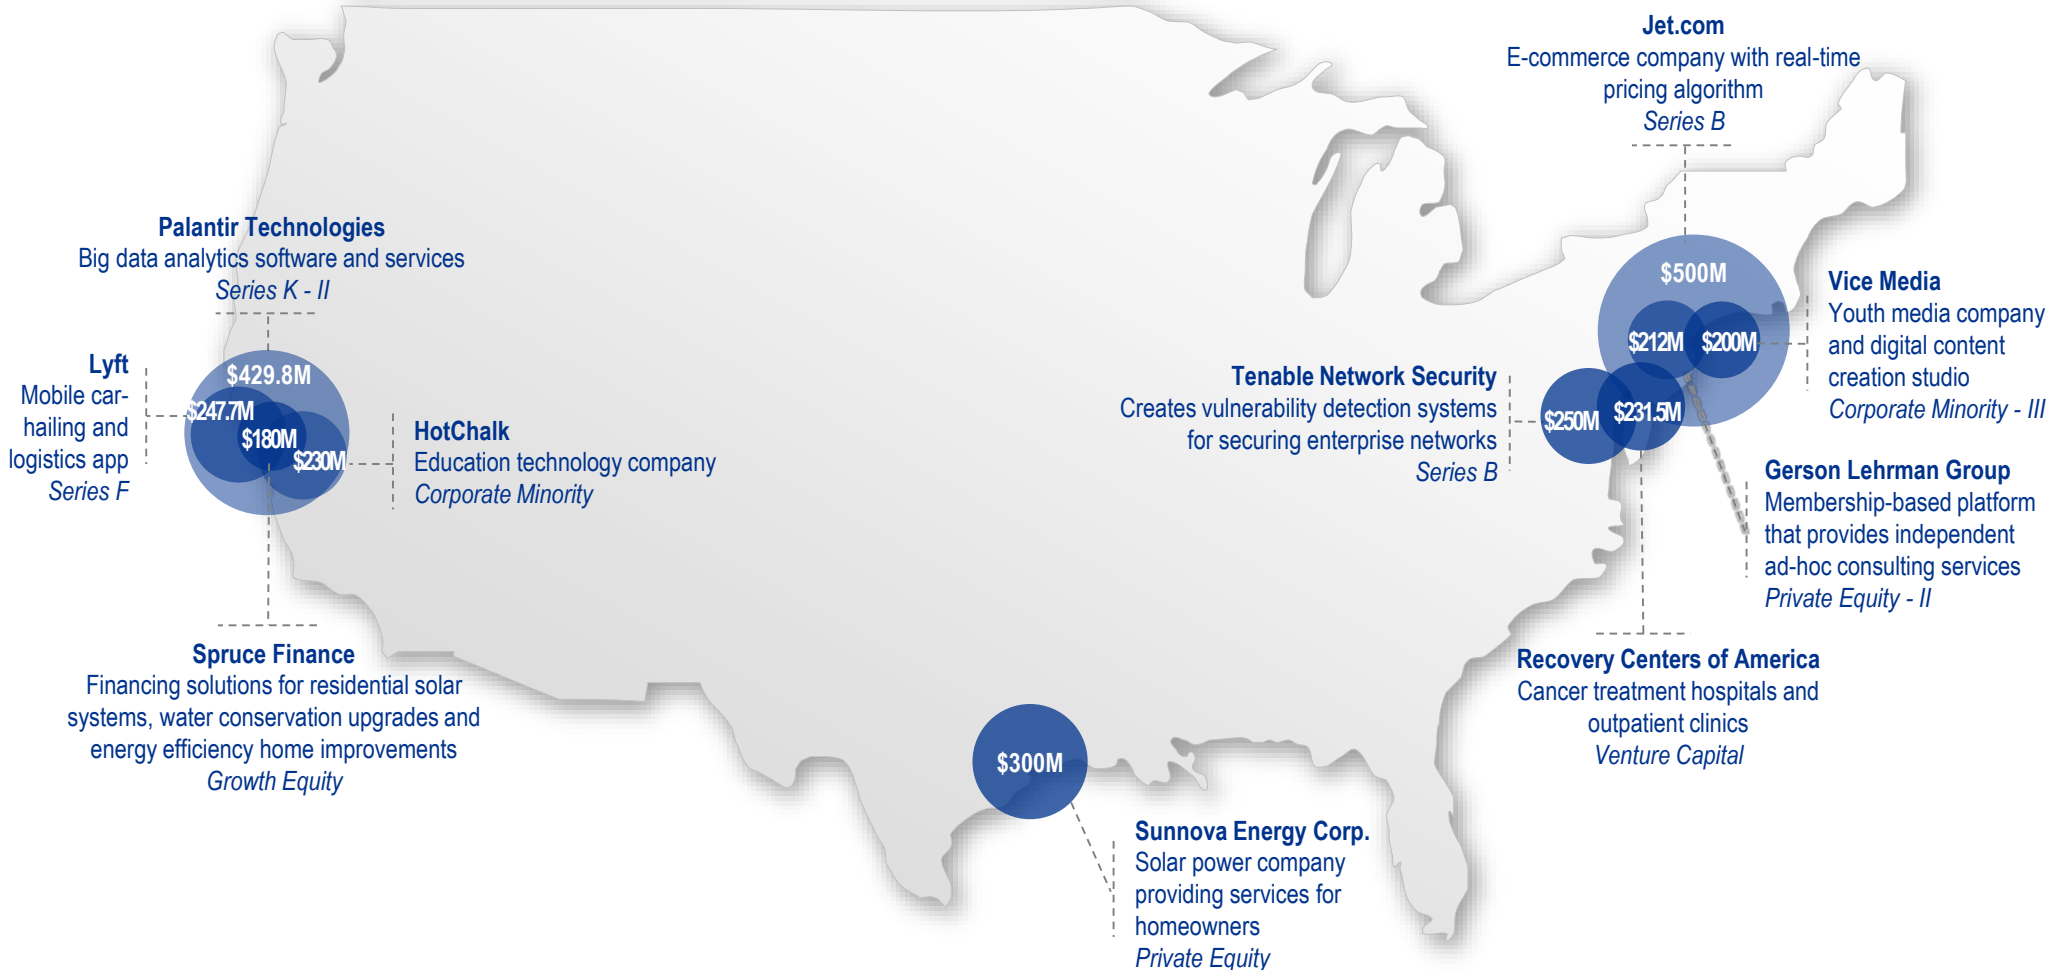 Jet.com
E-commerce company with real-time
pricing algorithm
Series B
Palantir Technologies
Big data analytics software and services
Series K - II
Lyft
Mobile car-
hailing and
logistics app
Series F
$429.8M
$247.7M
$180M
$230M
HotChalk
Education technology company
Corporate Minority
Spruce Finance
Financing solutions for residential solar
systems, water conservation upgrades and
energy efficiency home improvements
Growth Equity
$300M
Sunnova Energy Corp.
Solar power company
providing services for
homeowners
Private Equity
Tenable Network Security
Creates vulnerability detection systems
for securing enterprise networks
Series B
$500M
$212M
$200M
$250M
$231.5M
Vice Media
Youth media company
and digital content
creation studio
Corporate Minority - III
Gerson Lehrman Group
Membership-based platform
that provides independent
ad-hoc consulting services
Private Equity - II
Recovery Centers of America
Cancer treatment hospitals and
outpatient clinics
Venture Capital